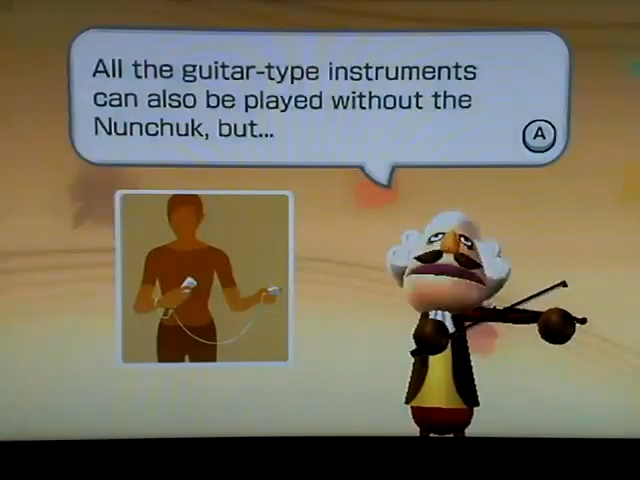 All the guitar-type instruments
can also be played without the
Nunchuk, but...
A